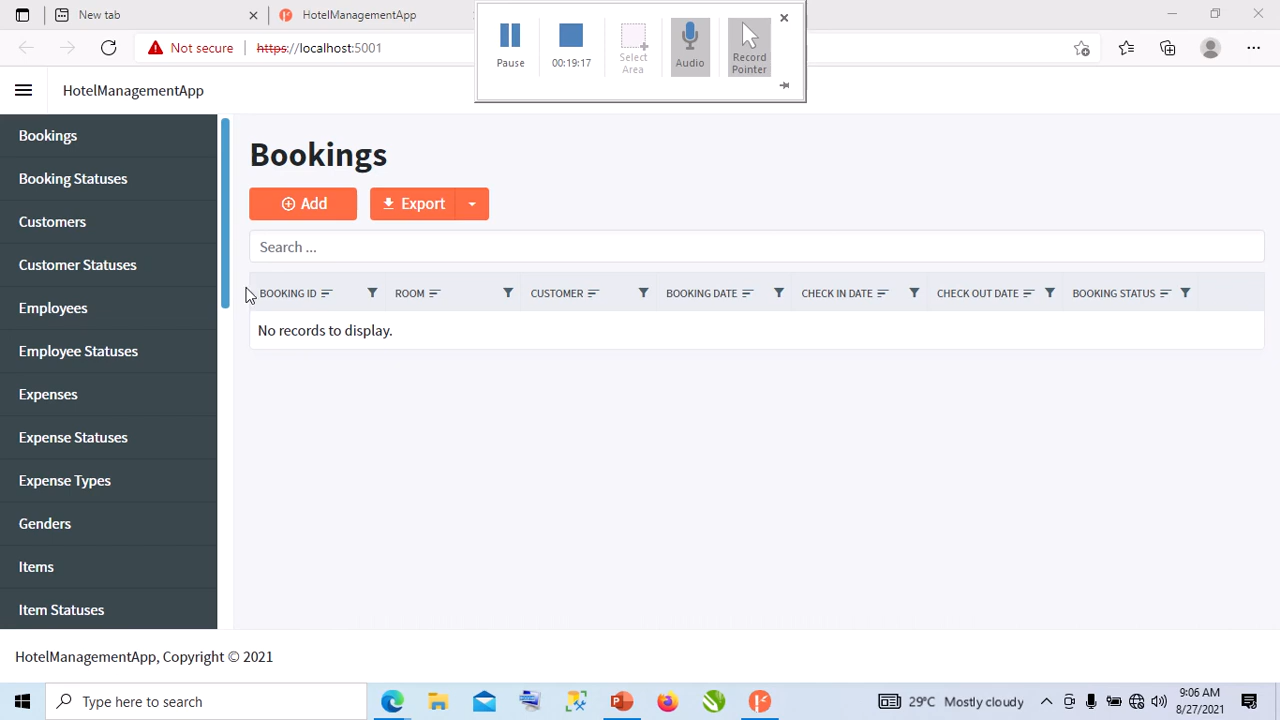 New tab
HotelManagementApp
Not secure
https://localhost:5001
Pause
00:19:17
Select Area
Audio
Record Pointer
HotelManagementApp
Bookings
Booking Statuses
Customers
Customer Statuses
Employees
Employee Statuses
Expenses
Expense Statuses
Expense Types
Genders
Items
Item Statuses
Bookings
Add
Export
Search ...
BOOKING ID ROOM CUSTOMER BOOKING DATE CHECK IN DATE CHECK OUT DATE BOOKING STATUS
No records to display.
HotelManagementApp, Copyright © 2021
Type here to search
29°C Mostly cloudy
9:06 AM
8/27/2021